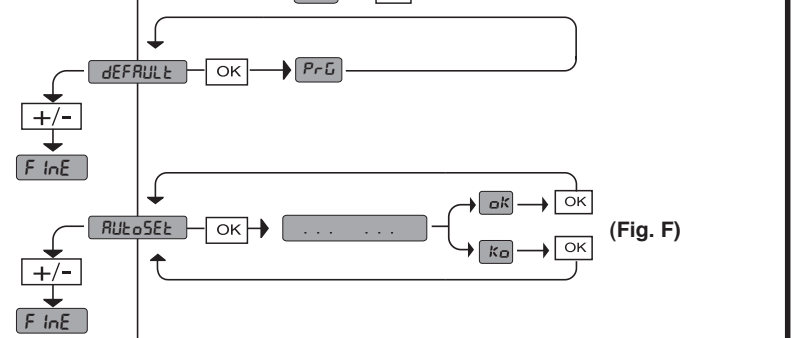 dEFAULt OK PrG
+/-
F InE
AUtoSEt OK ... ... ok OK
Ko OK
(Fig. F)
+/-
F InE